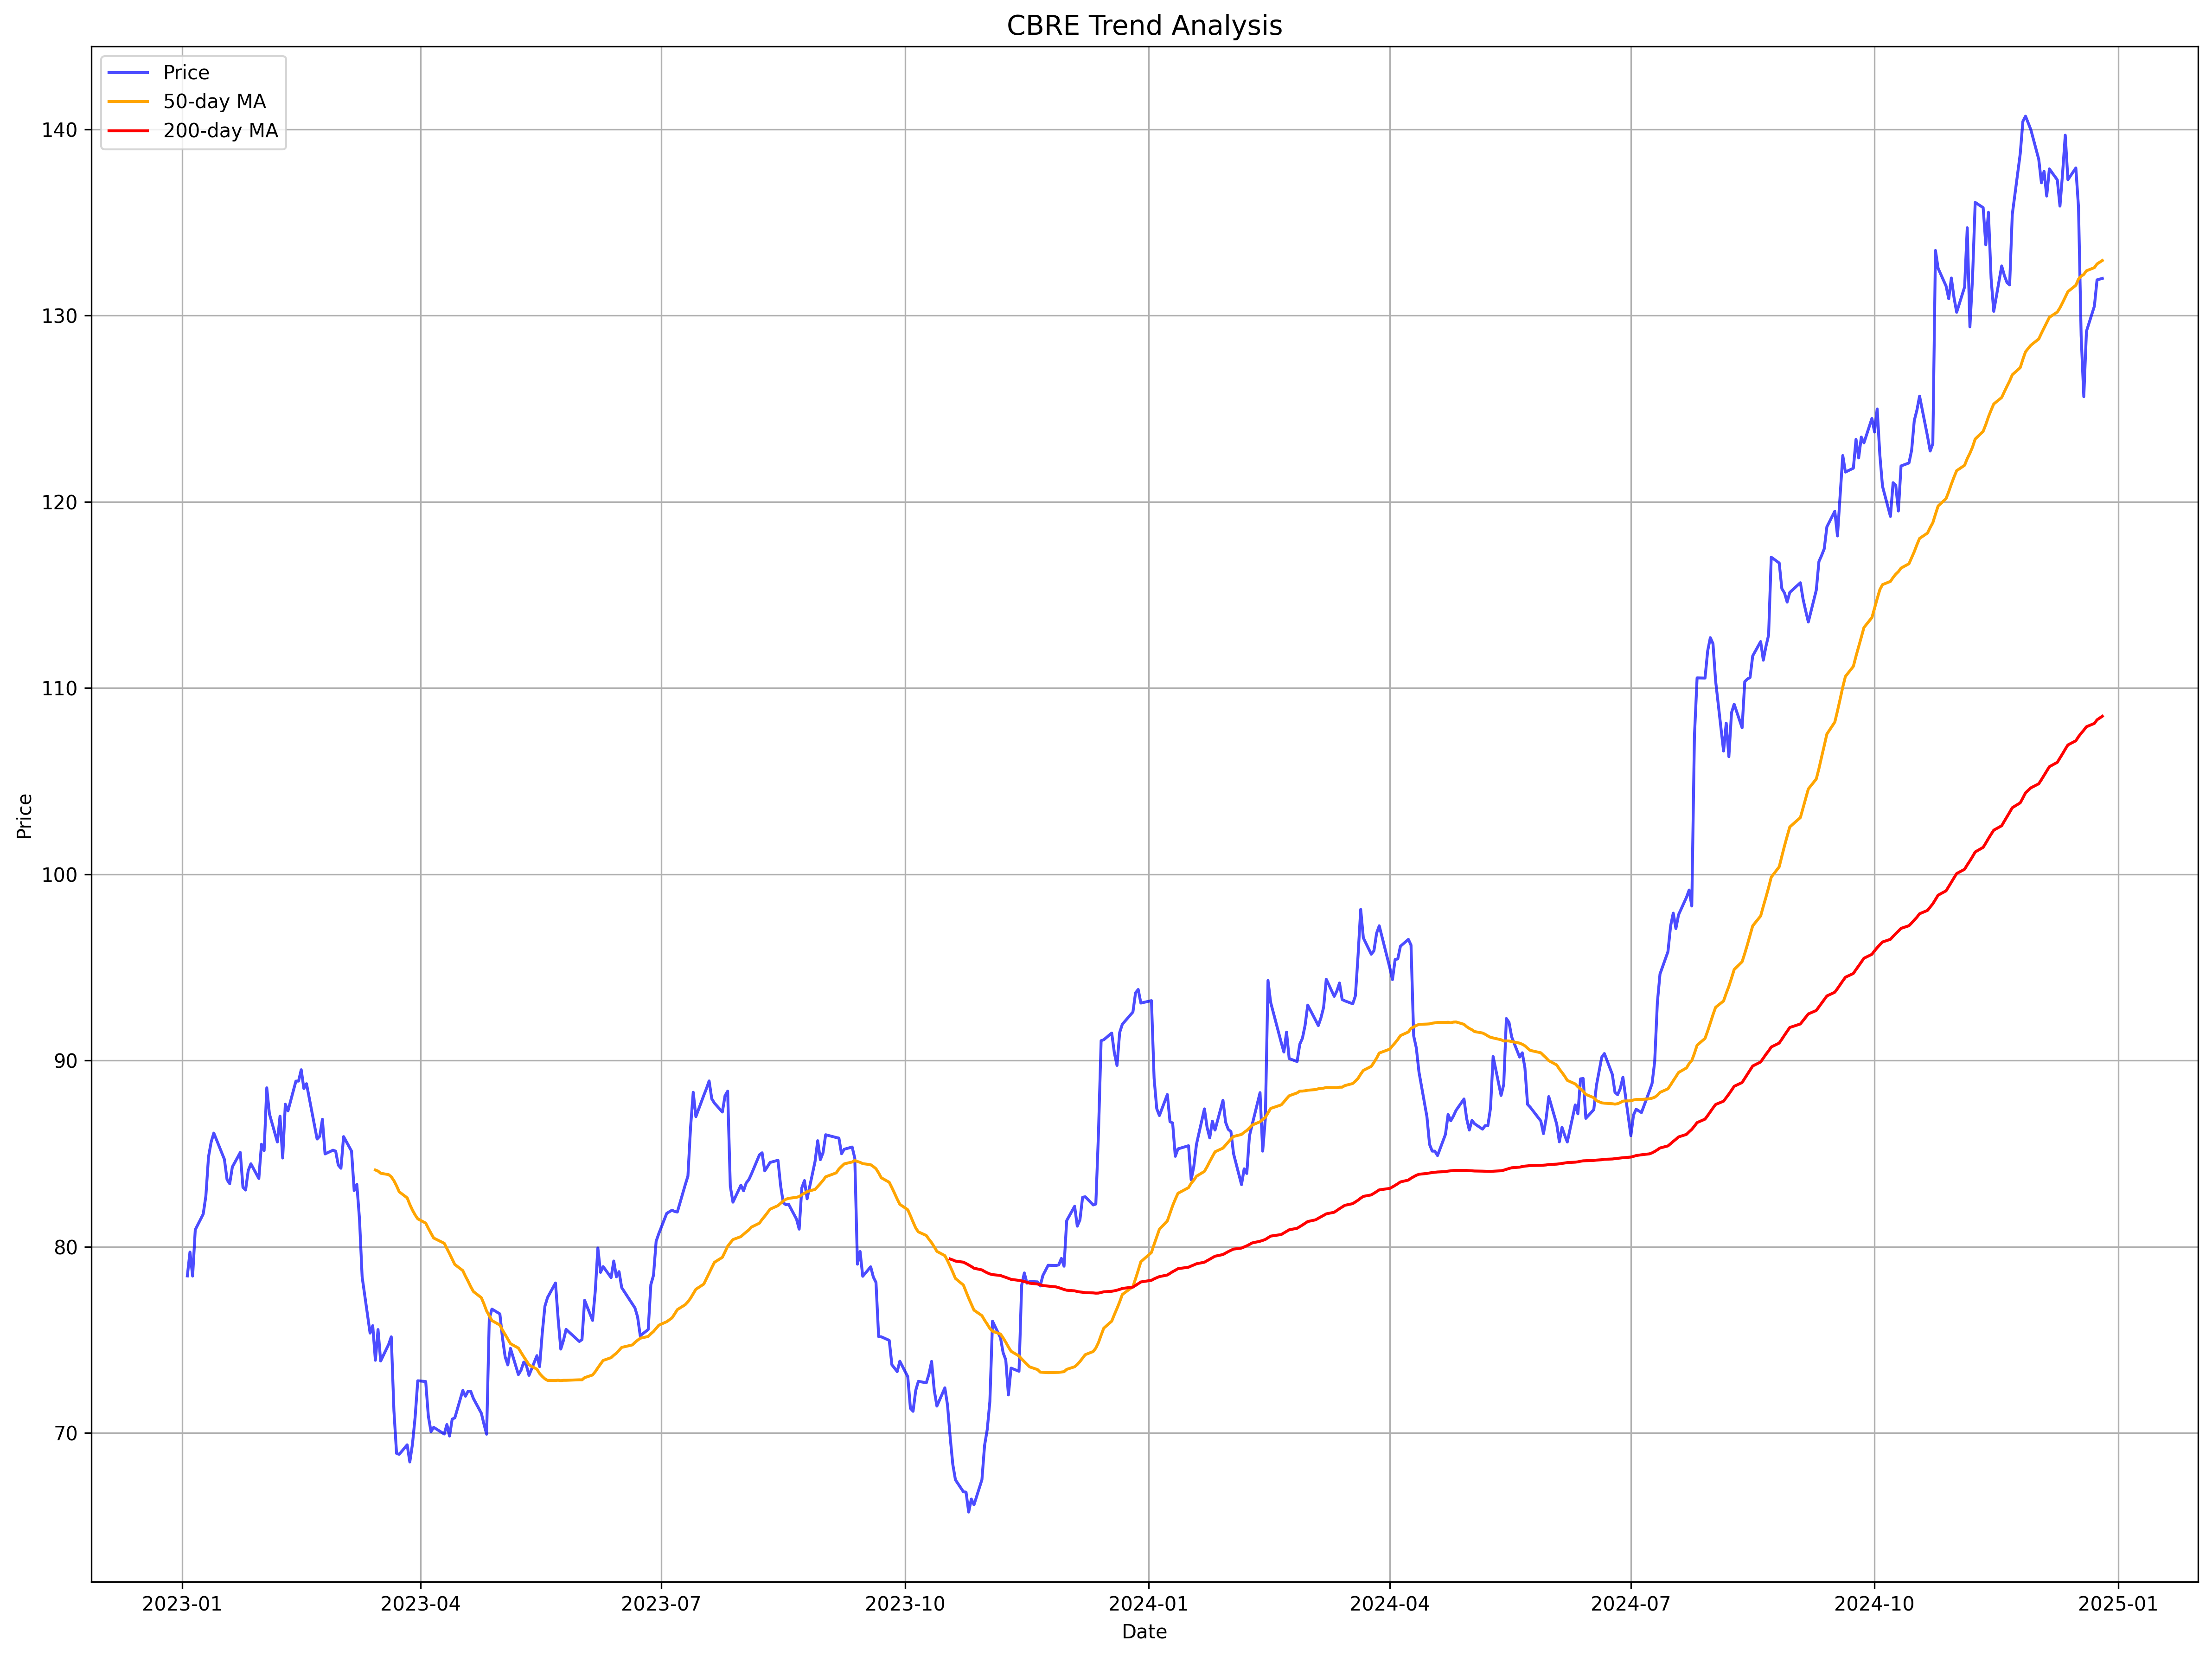 CBRE Trend Analysis
Price
50-day MA
200-day MA
140
130
120
110
100
90
80
70
Price
2023-01
2023-04
2023-07
2023-10
2024-01
2024-04
2024-07
2024-10
2025-01
Date